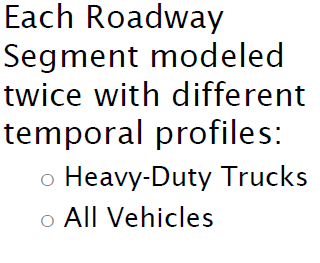 Each Roadway
Segment modeled
twice with different
temporal profiles:
○ Heavy-Duty Trucks
○ All Vehicles